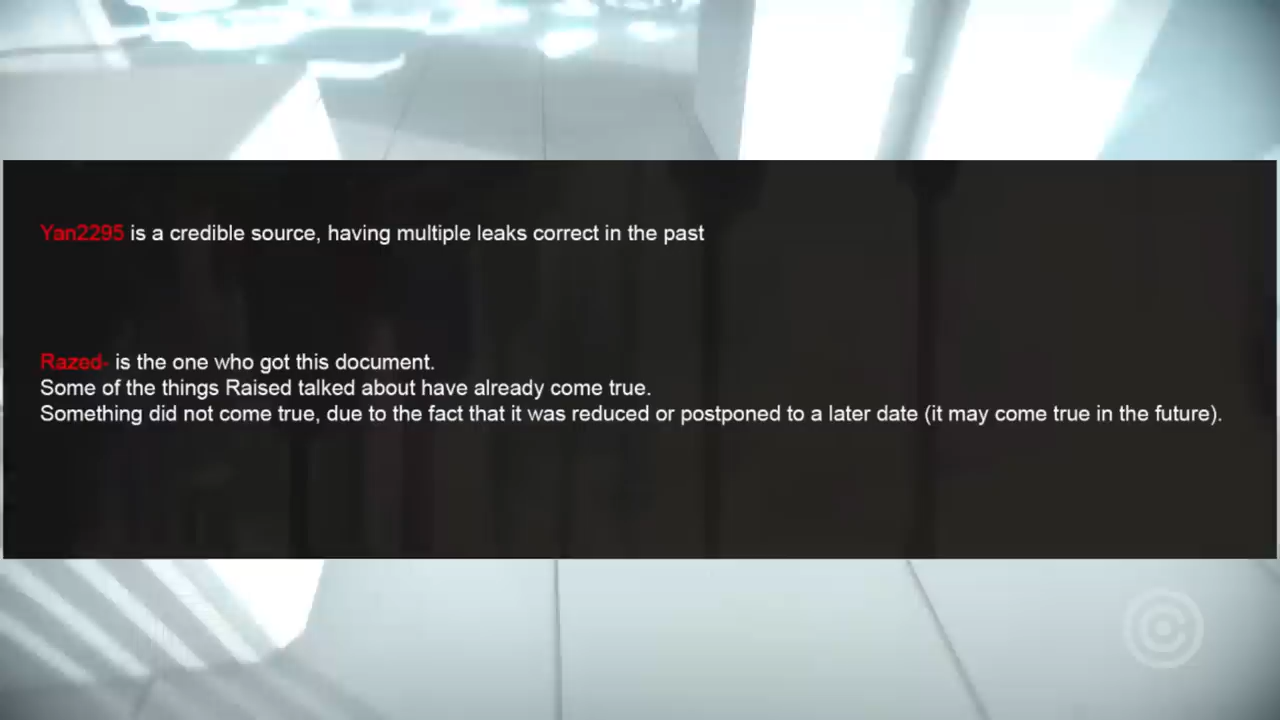 Yan2295 is a credible source, having multiple leaks correct in the past
Razed- is the one who got this document.
Some of the things Raised talked about have already come true.
Something did not come true, due to the fact that it was reduced or postponed to a later date (it may come true in the future).